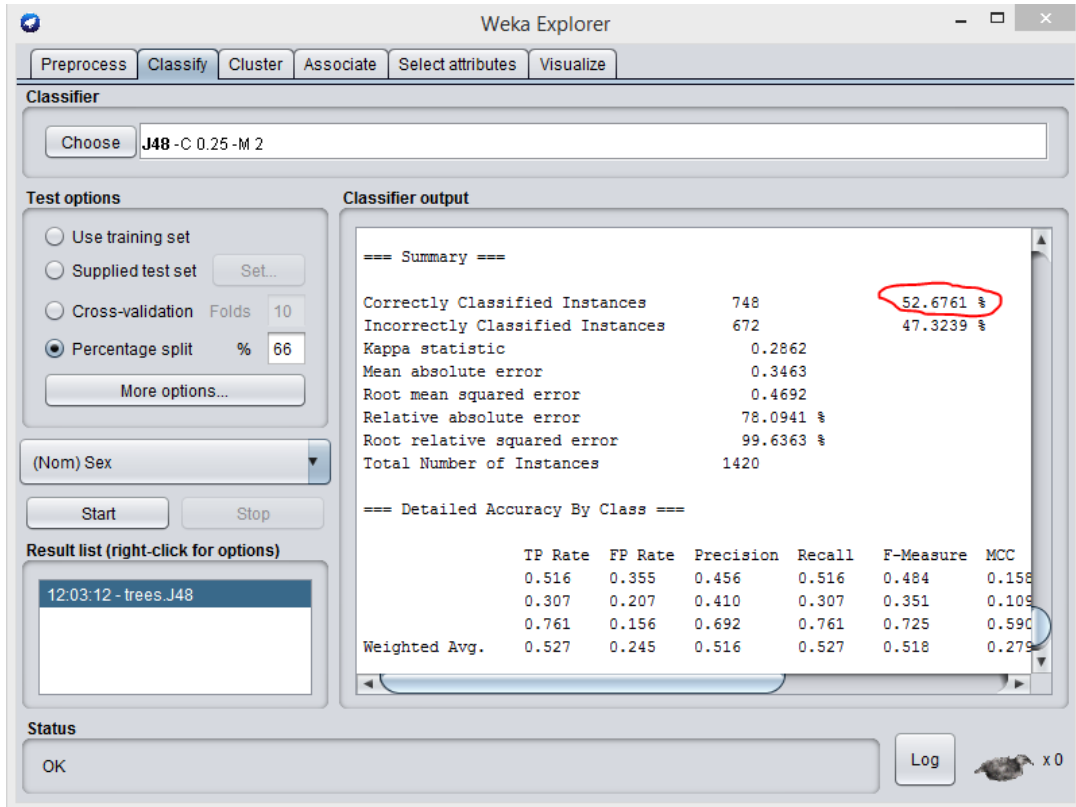 Weka Explorer
Preprocess Classify Cluster Associate Select attributes Visualize
Classifier
Choose J48 -C 0.25 -M 2
Test options
Use training set
Supplied test set Set...
Cross-validation Folds 10
Percentage split % 66
More options...
(Nom) Sex
Start Stop
Result list (right-click for options)
12:03:12 - trees.J48
Classifier output
=== Summary ===
Correctly Classified Instances 748 52.6761 %
Incorrectly Classified Instances 672 47.3239 %
Kappa statistic 0.2862
Mean absolute error 0.3463
Root mean squared error 0.4692
Relative absolute error 78.0941 %
Root relative squared error 99.6363 %
Total Number of Instances 1420
=== Detailed Accuracy By Class ===
TP Rate FP Rate Precision Recall F-Measure MCC
0.516 0.355 0.456 0.516 0.484 0.158
0.307 0.207 0.410 0.307 0.351 0.109
0.761 0.156 0.692 0.761 0.725 0.590
Weighted Avg. 0.527 0.245 0.516 0.527 0.518 0.279
Status
OK
Log x 0